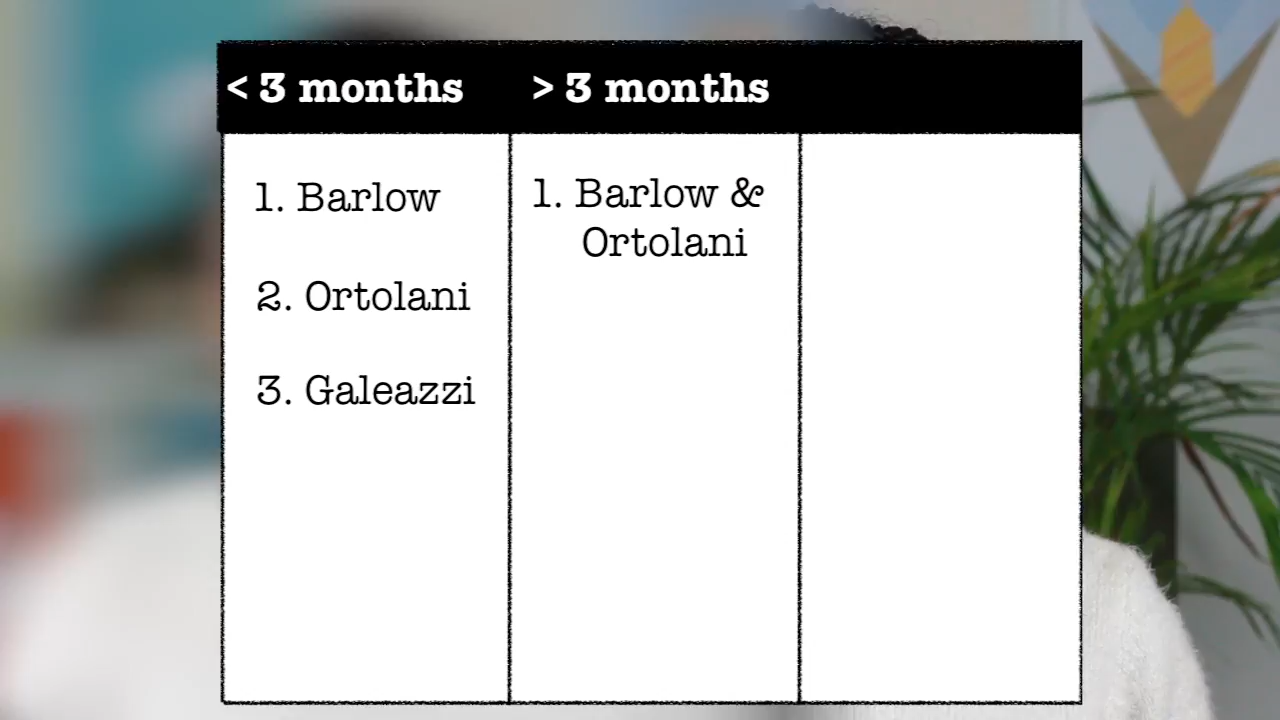 < 3 months
> 3 months
1. Barlow
2. Ortolani
3. Galeazzi
1. Barlow &
Ortolani